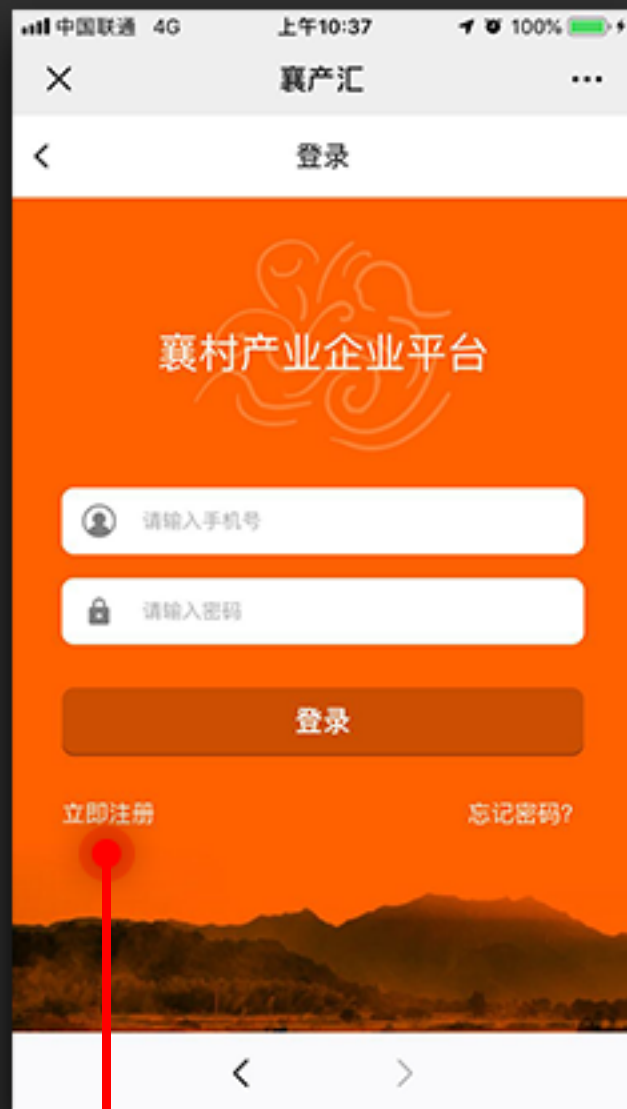 中国联通 4G 上午10:37 100%
襄产汇
登录
襄村产业企业平台
请输入手机号
请输入密码
登录
立即注册 忘记密码?